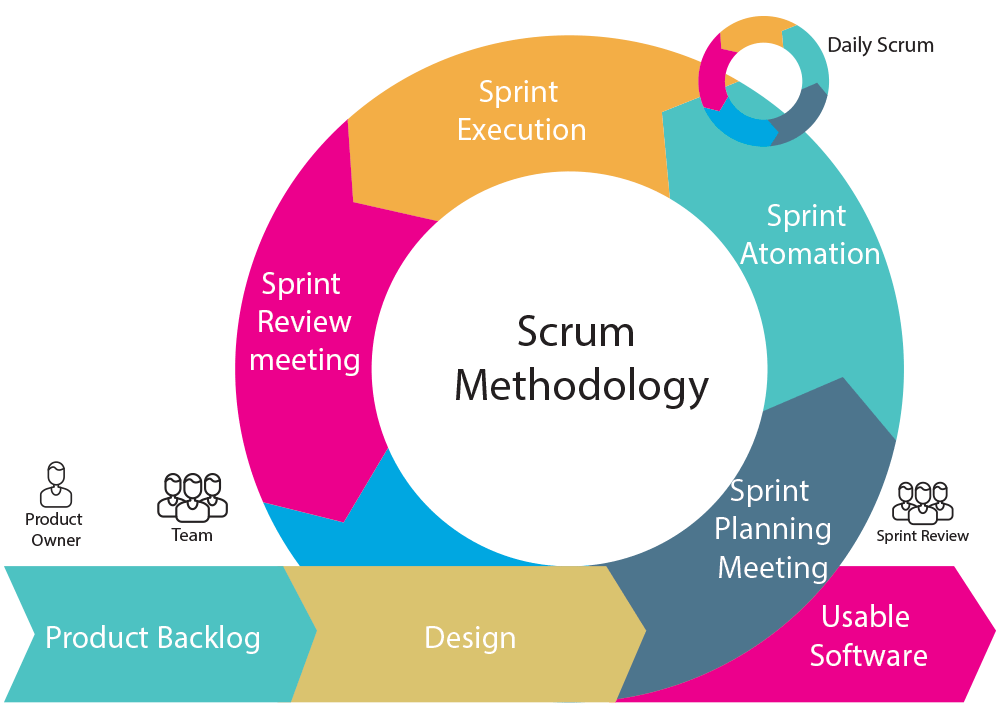 Daily Scrum
Sprint
Execution
Sprint
Atomation
Sprint
Review
meeting
Scrum
Methodology
Product
Owner
Team
Sprint
Planning
Meeting
Sprint Review
Product Backlog
Design
Usable
Software